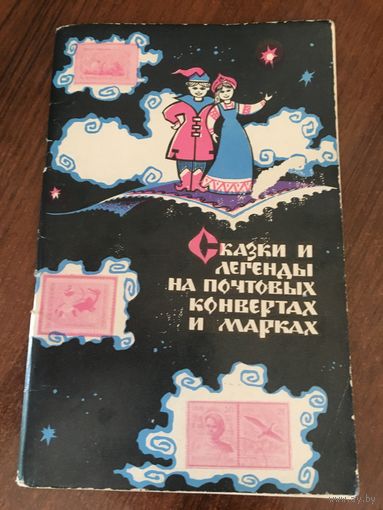 Сказки и
легенды
на почтовых
конвертах
и марках